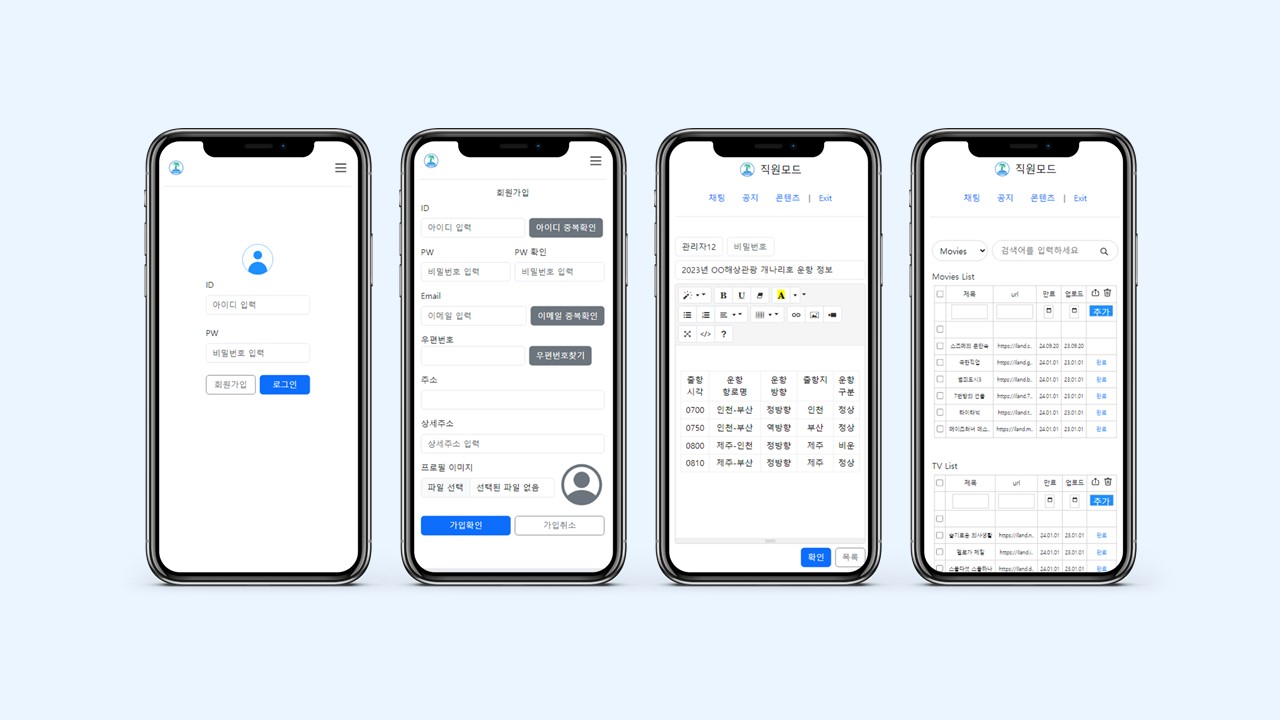 ID
아이디 입력
PW
비밀번호 입력
회원가입 로그인
회원가입
ID
아이디 입력 아이디 중복확인
PW PW 확인
비밀번호 입력 비밀번호 입력
Email
이메일 입력 이메일 중복확인
우편번호
우편번호찾기
주소
상세주소
상세주소 입력
프로필 이미지
파일 선택 선택된 파일 없음
가입확인 가입취소
직원모드
채팅 공지 콘텐츠 | Exit
관리자12 비밀번호
2023년 OO해상관광 개나리호 운항 정보
B U A
</> ?
출항 운항 운항 출항지 운항
시각 항로명 방향 구분
0700 인천-부산 정방향 인천 정상
0750 인천-부산 역방향 부산 정상
0800 제주-인천 정방향 제주 비운
0810 제주-부산 정방향 제주 정상
확인 목록
직원모드
채팅 공지 콘텐츠 | Exit
Movies 검색어를 입력하세요
Movies List
제목 url 만료 업로드
추가
스즈메의 문단속 https://iland.s.. 24.09.20 23.09.20
극한직업 https://iland.g.. 24.01.01 23.01.01 완료
범죄도시3 https://iland.b.. 24.01.01 23.01.01 완료
7번방의 선물 https://iland.7.. 24.01.01 23.01.01 완료
타이타닉 https://iland.t.. 24.01.01 23.01.01 완료
메이즈러너 데스.. https://iland.m.. 24.01.01 23.01.01 완료
TV List
제목 url 만료 업로드
추가
슬기로운 의사생활 https://iland.n.. 24.01.01 23.01.01 완료
https://iland.i.. 24.01.01 23.01.01 완료
https://iland.d.. 24.01.01 23.01.01 완료